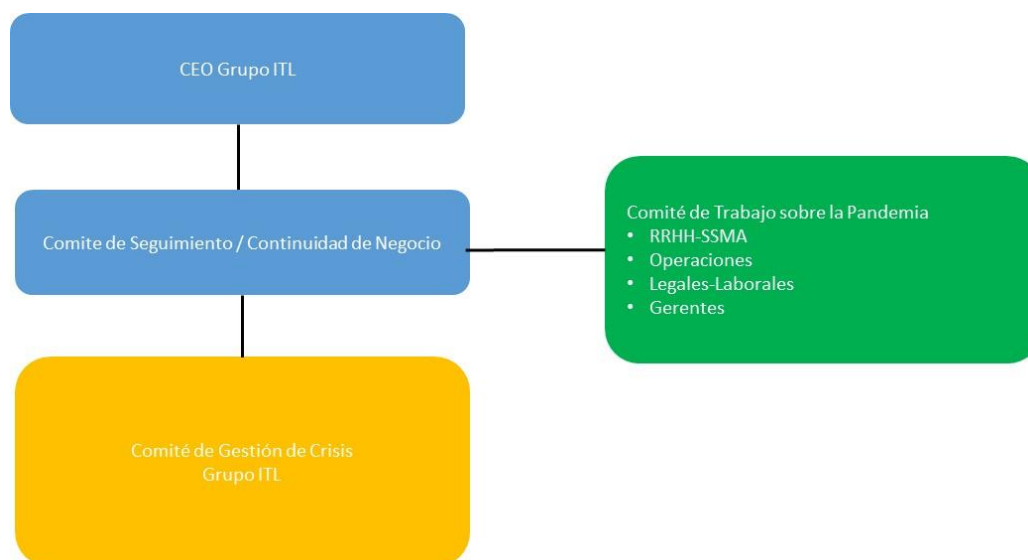 CEO Grupo ITL
Comite de Seguimiento / Continuidad de Negocio
Comité de Trabajo sobre la Pandemia
• RRHH-SSMA
• Operaciones
• Legales-Laborales
• Gerentes
Comité de Gestión de Crisis
Grupo ITL